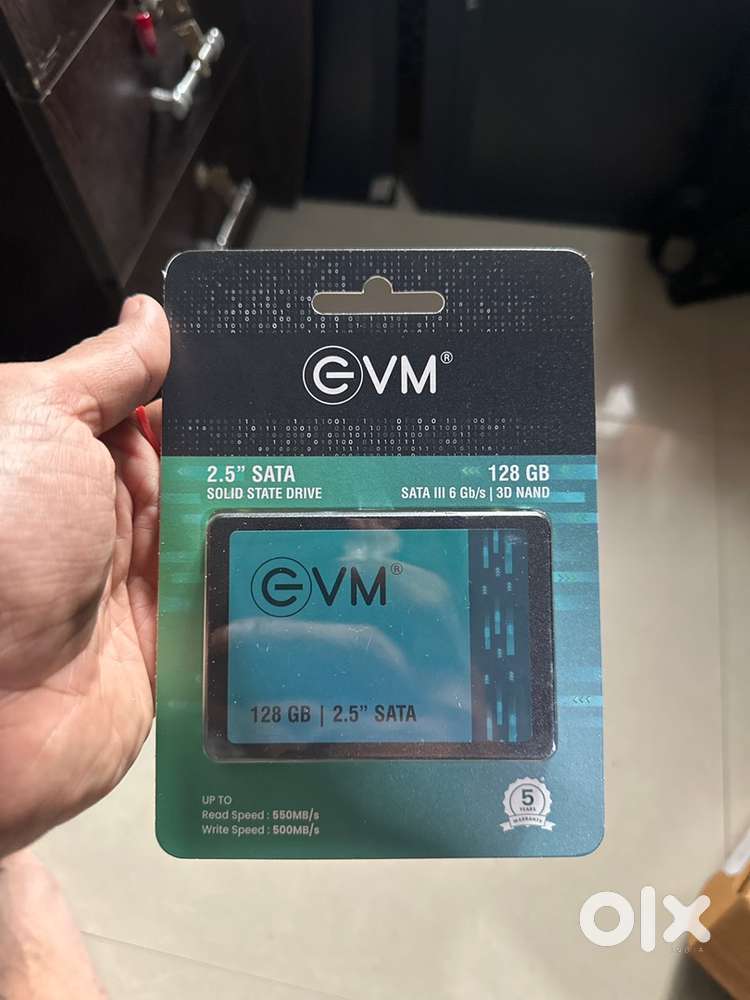 EVM®
2.5” SATA
SOLID STATE DRIVE
128 GB
SATA III 6 Gb/s | 3D NAND
EVM®
128 GB | 2.5” SATA
UP TO
Read Speed : 550MB/s
Write Speed : 500MB/s
5
YEARS
WARRANTY
olx
INDIA